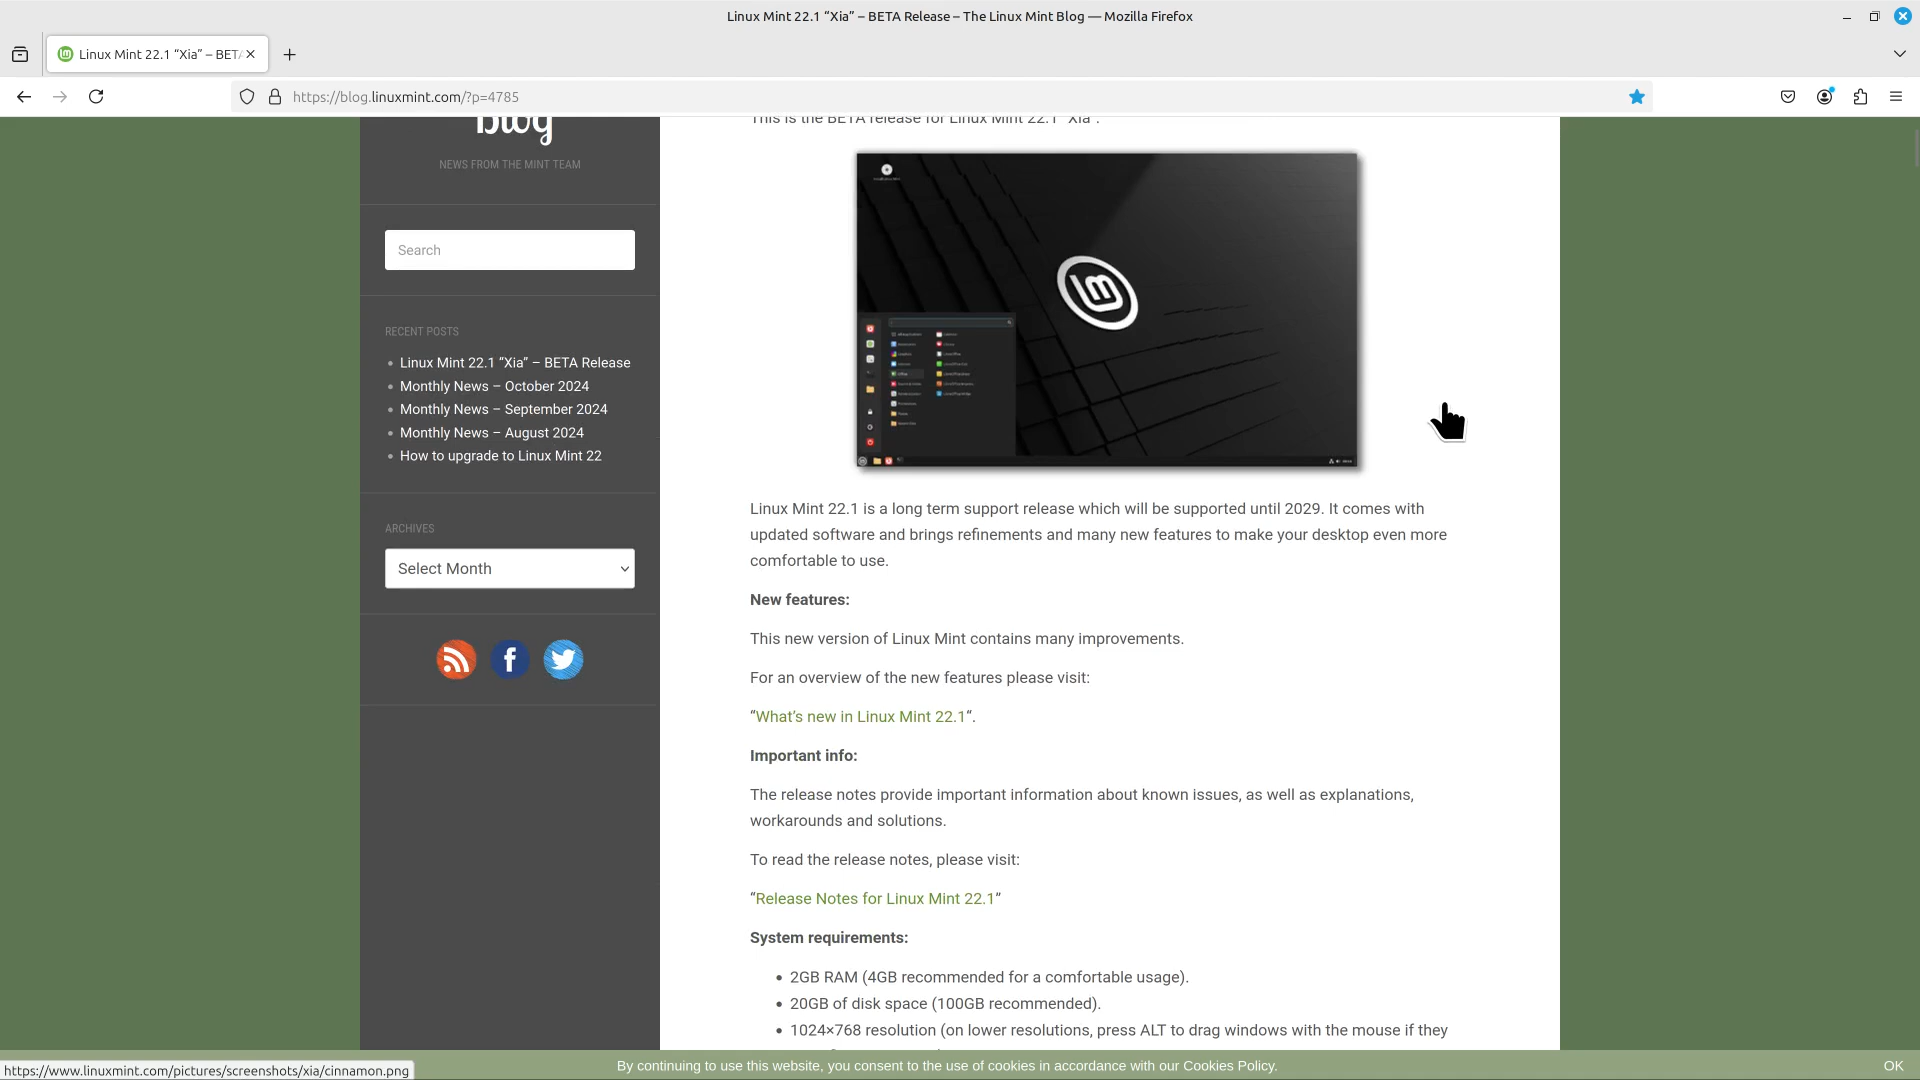 Linux Mint 22.1 “Xia” – BETA Release – The Linux Mint Blog — Mozilla Firefox
Linux Mint 22.1 “Xia” – BETA
https://blog.linuxmint.com/?p=4785
blog
NEWS FROM THE MINT TEAM
Search
RECENT POSTS
Linux Mint 22.1 “Xia” – BETA Release
Monthly News – October 2024
Monthly News – September 2024
Monthly News – August 2024
How to upgrade to Linux Mint 22
ARCHIVES
Select Month
This is the BETA release for Linux Mint 22.1 “Xia”.
Linux Mint 22.1 is a long term support release which will be supported until 2029. It comes with
updated software and brings refinements and many new features to make your desktop even more
comfortable to use.
New features:
This new version of Linux Mint contains many improvements.
For an overview of the new features please visit:
“What’s new in Linux Mint 22.1“.
Important info:
The release notes provide important information about known issues, as well as explanations,
workarounds and solutions.
To read the release notes, please visit:
“Release Notes for Linux Mint 22.1”
System requirements:
• 2GB RAM (4GB recommended for a comfortable usage).
• 20GB of disk space (100GB recommended).
• 1024×768 resolution (on lower resolutions, press ALT to drag windows with the mouse if they
https://www.linuxmint.com/pictures/screenshots/xia/cinnamon.png
By continuing to use this website, you consent to the use of cookies in accordance with our Cookies Policy.
OK